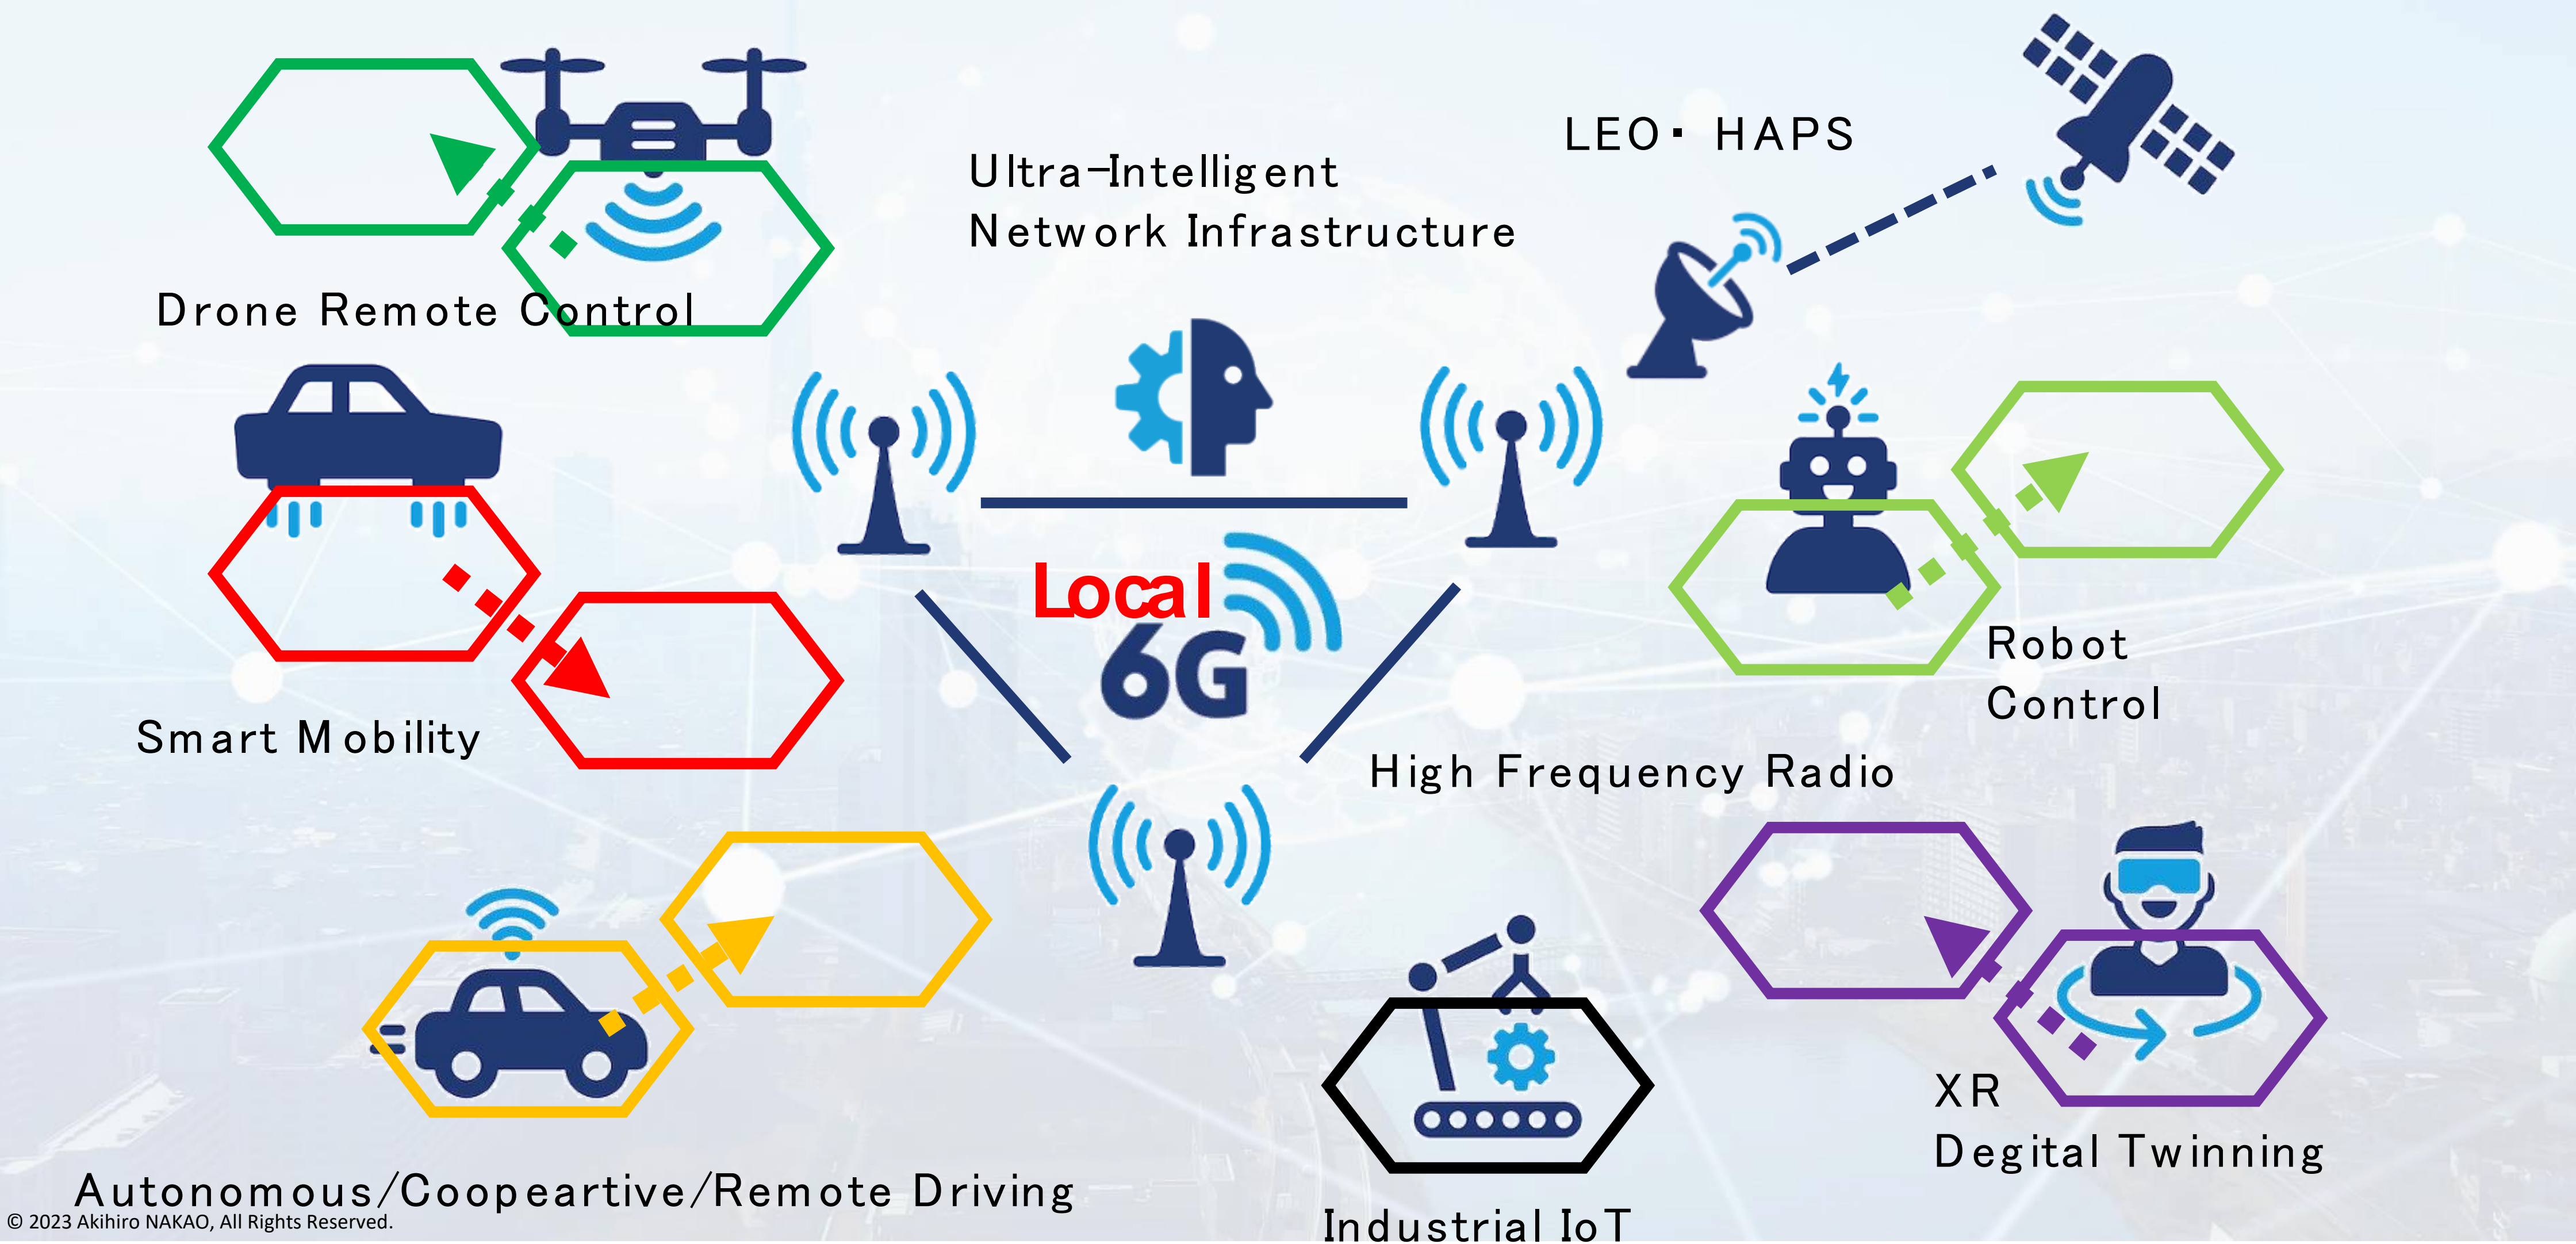 LEO・ HAPS
Ultra-Intelligent
Network Infrastructure
Drone Remote Control
Local
6G
Robot
Control
Smart Mobility
High Frequency Radio
XR
Degital Twinning
Autonomous/Coopeartive/Remote Driving
Industrial IoT
© 2023 Akihiro NAKAO, All Rights Reserved.